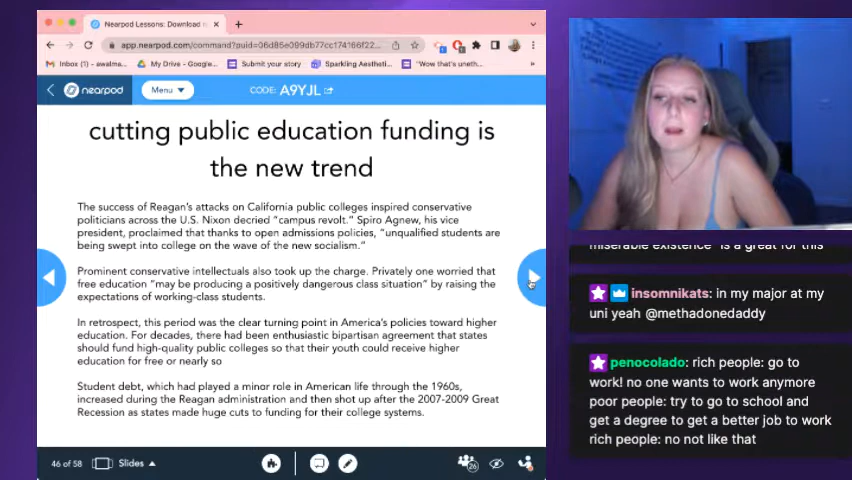 Nearpod Lessons: Download n
app.nearpod.com/command?puid=06d85e099db77cc174166f22...
Inbox (1) - awalma...
My Drive - Google...
Submit your story
Sparkling Aestheti...
"Wow that's uneth...
nearpod
Menu
CODE: A9YJL
cutting public education funding is
the new trend
The success of Reagan's attacks on California public colleges inspired conservative
politicians across the U.S. Nixon decried "campus revolt." Spiro Agnew, his vice
president, proclaimed that thanks to open admissions policies, "unqualified students are
being swept into college on the wave of the new socialism."
Prominent conservative intellectuals also took up the charge. Privately one worried that
free education "may be producing a positively dangerous class situation" by raising the
expectations of working-class students.
In retrospect, this period was the clear turning point in America's policies toward higher
education. For decades, there had been enthusiastic bipartisan agreement that states
should fund high-quality public colleges so that their youth could receive higher
education for free or nearly so
Student debt, which had played a minor role in American life through the 1960s,
increased during the Reagan administration and then shot up after the 2007-2009 Great
Recession as states made huge cuts to funding for their college systems.
46 of 58
Slides
26
miserable existence" is a great for this
insomnikats: in my major at my
uni yeah @methadonedaddy
penocolado: rich people: go to
work! no one wants to work anymore
poor people: try to go to school and
get a degree to get a better job to work
rich people: no not like that